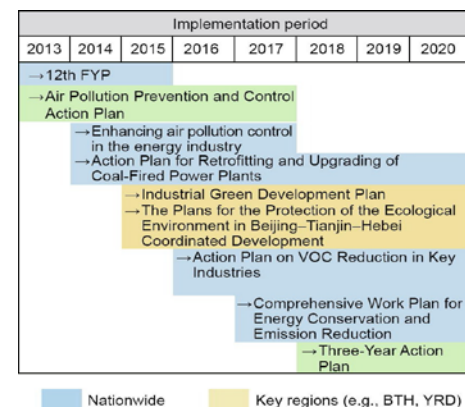 Implementation period
2013 2014 2015 2016 2017 2018 2019 2020
→12th FYP
→Air Pollution Prevention and Control
Action Plan
→Enhancing air pollution control
in the energy industry
→Action Plan for Retrofitting and Upgrading of
Coal-Fired Power Plants
→Industrial Green Development Plan
→The Plans for the Protection of the Ecological
Environment in Beijing–Tianjin–Hebei
Coordinated Development
→Action Plan on VOC Reduction in Key
Industries
→Comprehensive Work Plan for
Energy Conservation and
Emission Reduction
→Three-Year Action
Plan
Nationwide Key regions (e.g., BTH, YRD)